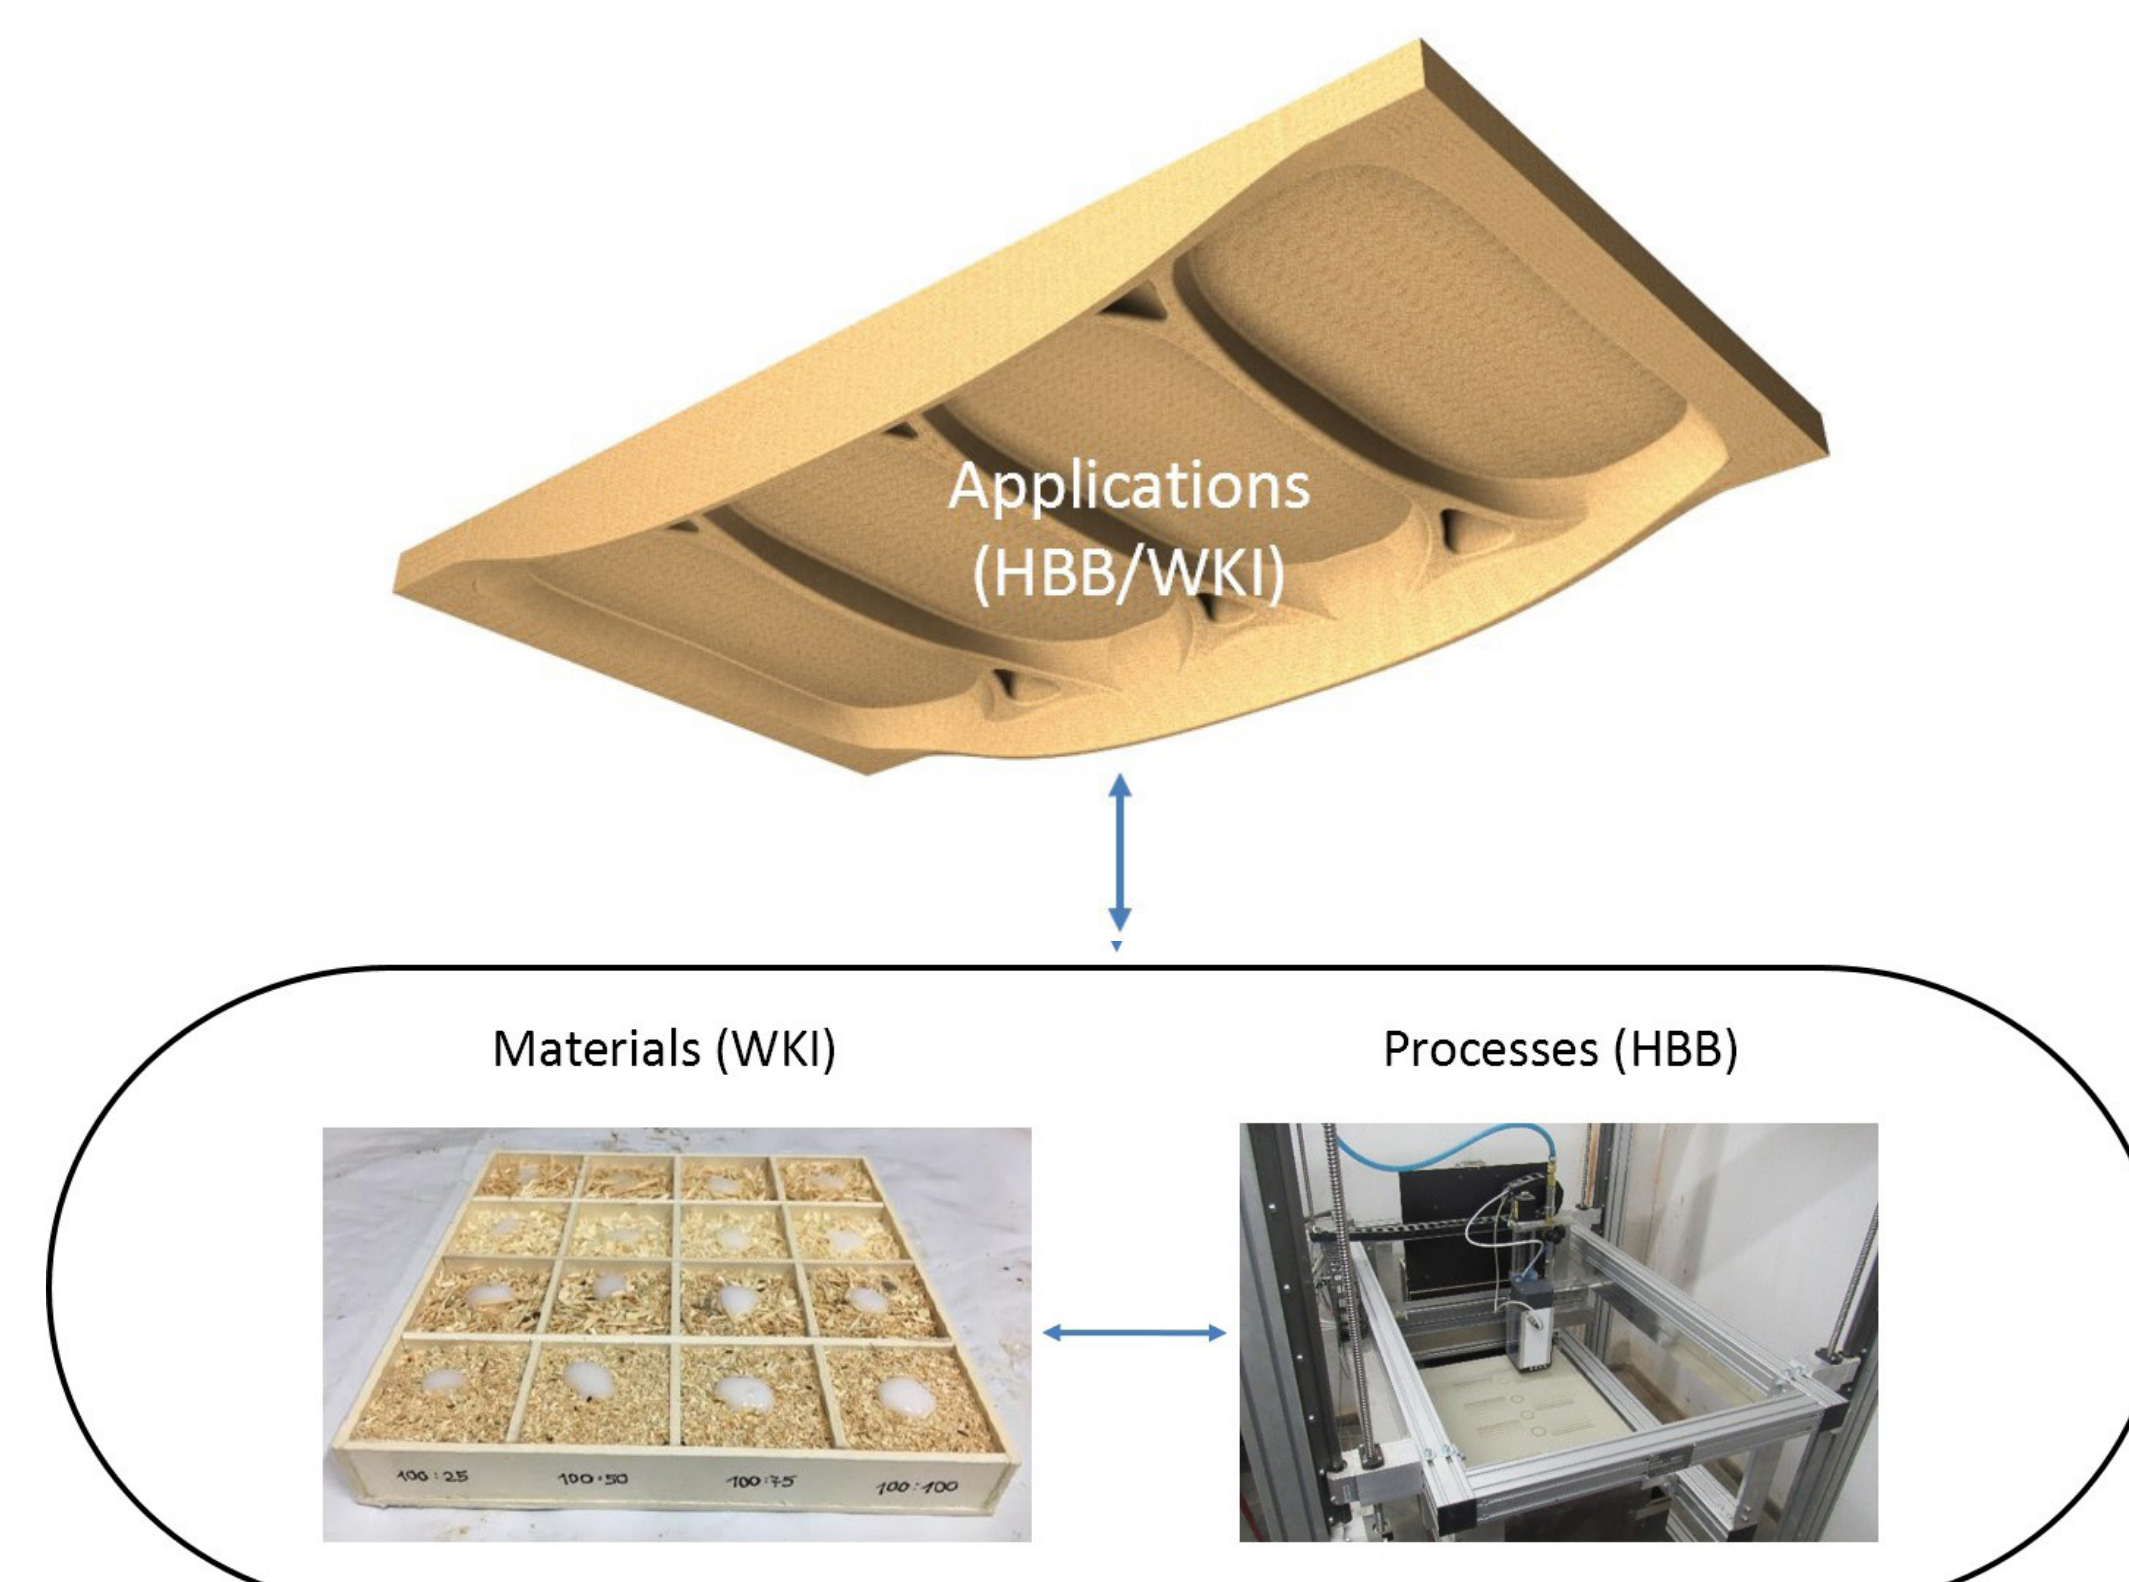 Applications
(HBB/WKI)
Materials (WKI)
Processes (HBB)
100:25
100:50
100:75
100:100